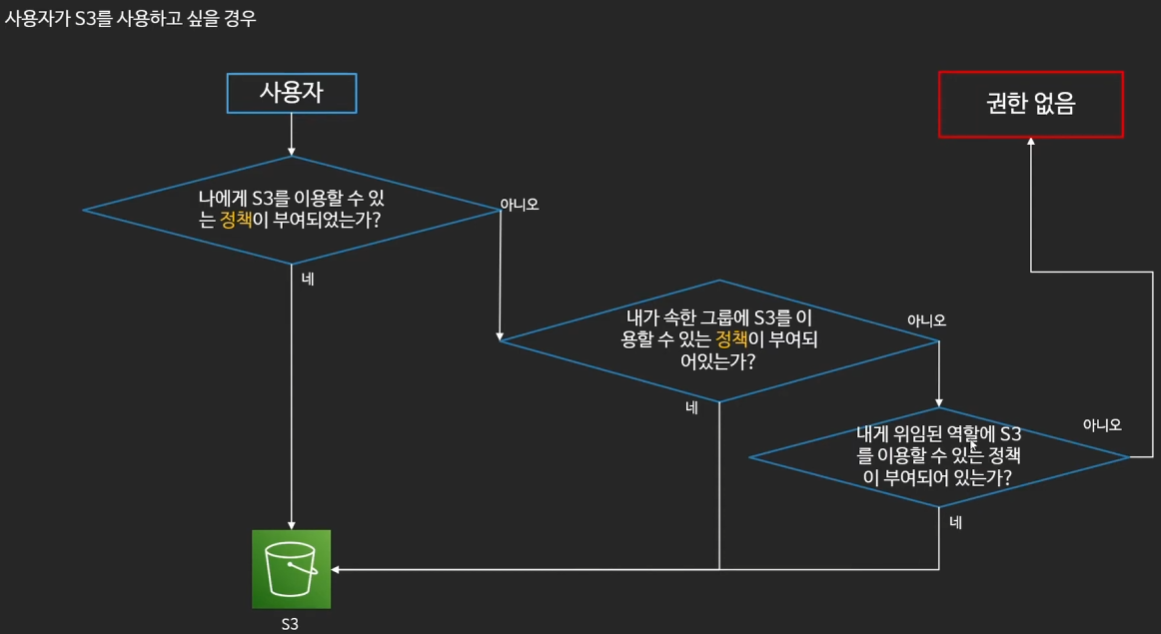 사용자가 S3를 사용하고 싶을 경우
사용자
권한 없음
나에게 S3를 이용할 수 있
는 정책이 부여되었는가?
아니오
네
내가 속한 그룹에 S3를 이
용할 수 있는 정책이 부여되
어있는가?
아니오
네
내게 위임된 역할에 S3
를 이용할 수 있는 정책
이 부여되어 있는가?
아니오
네
S3